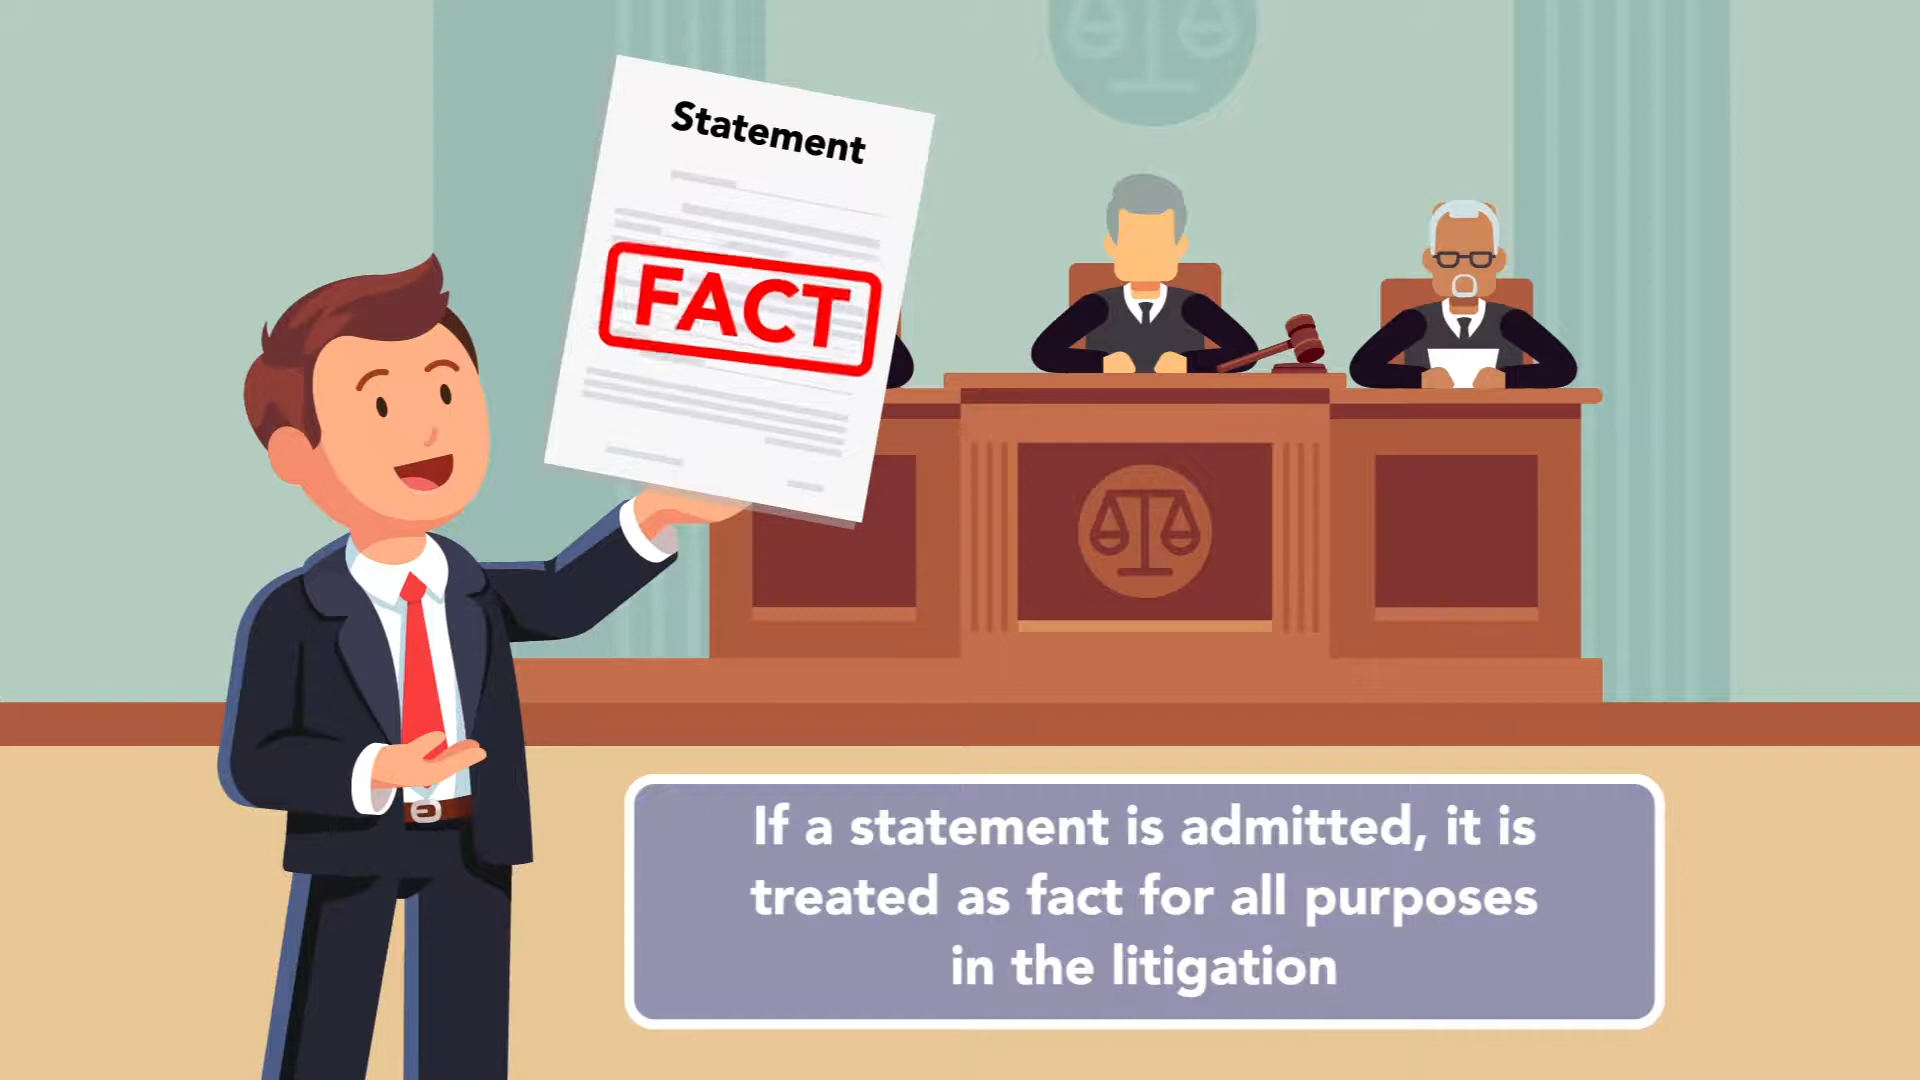 Statement
FACT
If a statement is admitted, it is
treated as fact for all purposes
in the litigation